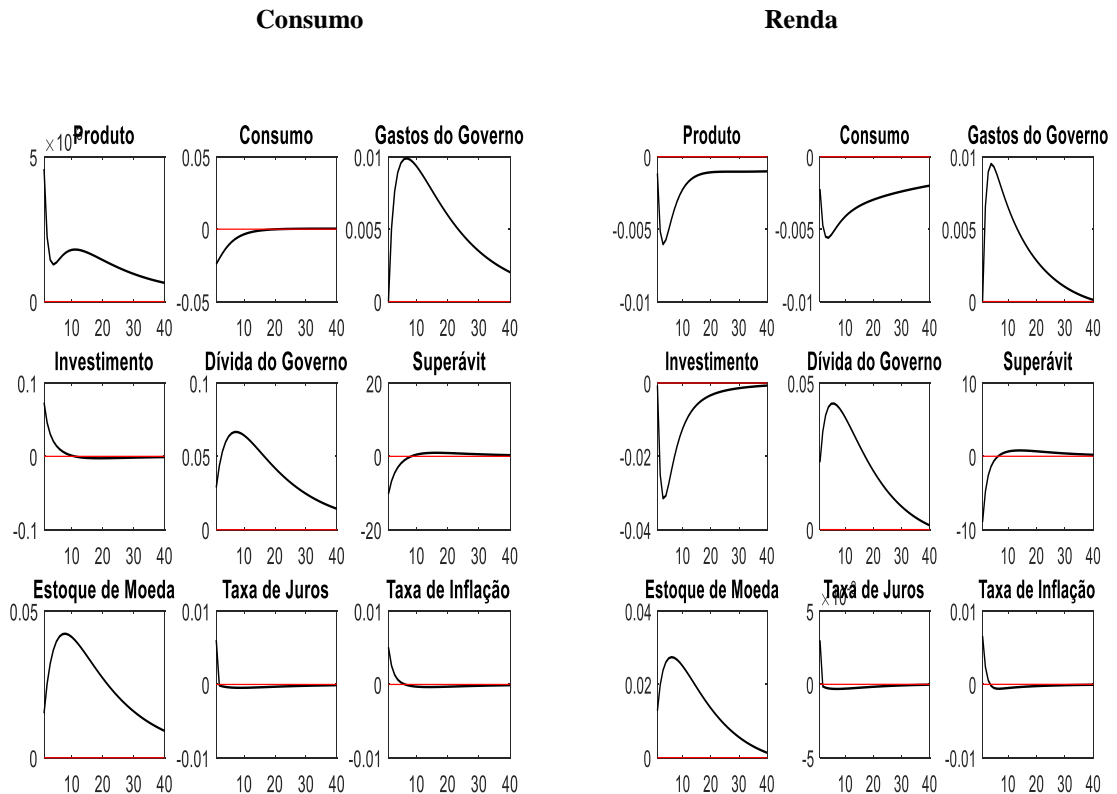 Consumo Renda
×10 Produto Consumo Gastos do Governo Produto Consumo Gastos do Governo
5 0.05 0.01 0 0 0.01
0 0.005 -0.005 -0.005 0.005
0 -0.05 -0.01 -0.01
10 20 30 40 10 20 30 40 10 20 30 40 10 20 30 40 10 20 30 40 10 20 30 40
Investimento Dívida do Governo Superávit Investimento Dívida do Governo Superávit
0.1 0.1 20 0 0.05 10
0 0.05 0 -0.02 0
-0.1 0 -20 -0.04 0 -10
10 20 30 40 10 20 30 40 10 20 30 40 10 20 30 40 10 20 30 40 10 20 30 40
Estoque de Moeda Taxa de Juros Taxa de Inflação Estoque de Moeda ×10 Taxa de Juros Taxa de Inflação
0.05 0.01 0.01 0.04 5 0.01
0 0 0.02 0 0
0 -0.01 -0.01 0 -5 -0.01
10 20 30 40 10 20 30 40 10 20 30 40 10 20 30 40 10 20 30 40 10 20 30 40